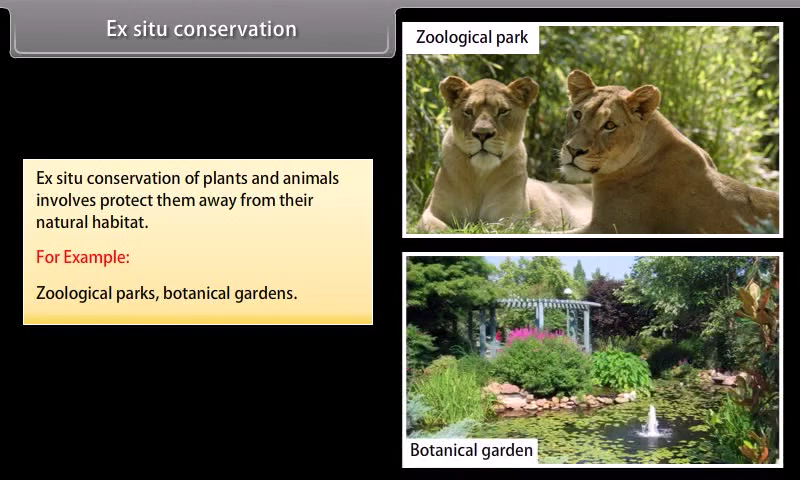 Ex situ conservation
Zoological park
Ex situ conservation of plants and animals
involves protect them away from their
natural habitat.
For Example:
Zoological parks, botanical gardens.
Botanical garden